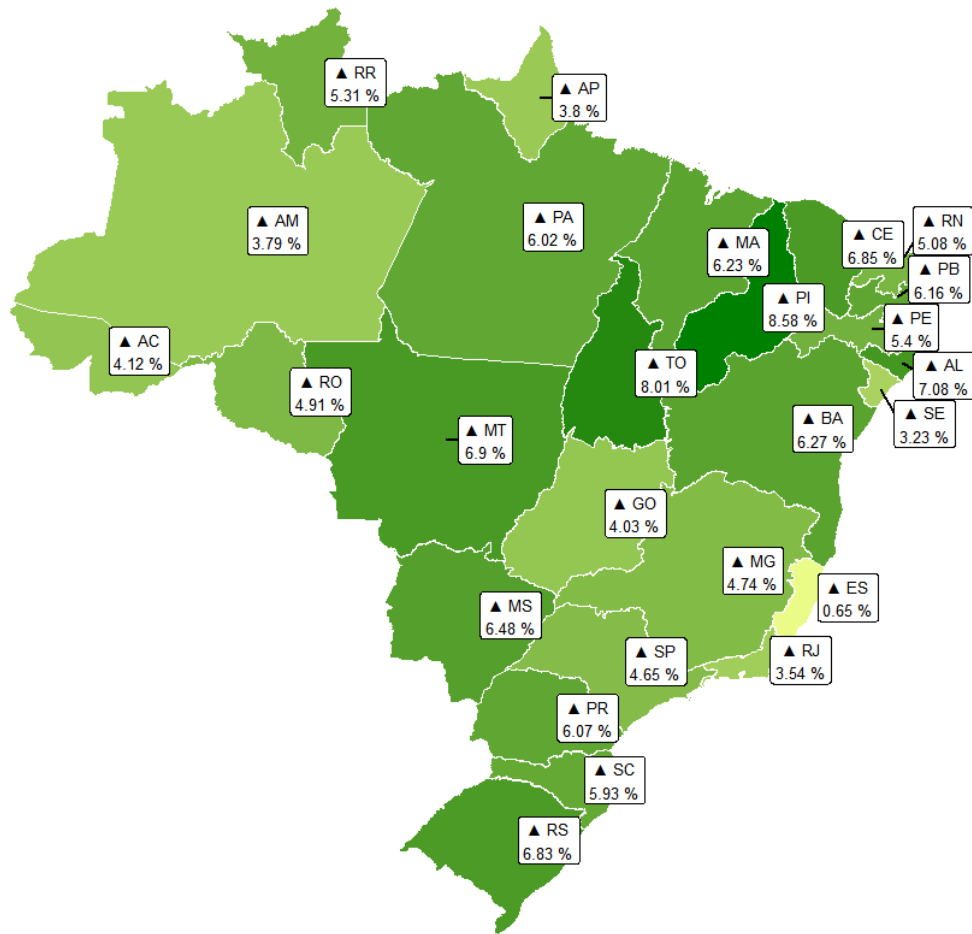 ▲ RR
5.31 %
▲ AP
3.8 %
▲ AM
3.79 %
▲ PA
6.02 %
▲ MA
6.23 %
▲ CE
6.85 %
▲ RN
5.08 %
▲ PB
6.16 %
▲ PI
8.58 %
▲ PE
5.4 %
▲ AC
4.12 %
▲ RO
4.91 %
▲ TO
8.01 %
▲ AL
7.08 %
▲ MT
6.9 %
▲ BA
6.27 %
▲ SE
3.23 %
▲ GO
4.03 %
▲ MG
4.74 %
▲ ES
0.65 %
▲ MS
6.48 %
▲ SP
4.65 %
▲ RJ
3.54 %
▲ PR
6.07 %
▲ SC
5.93 %
▲ RS
6.83 %